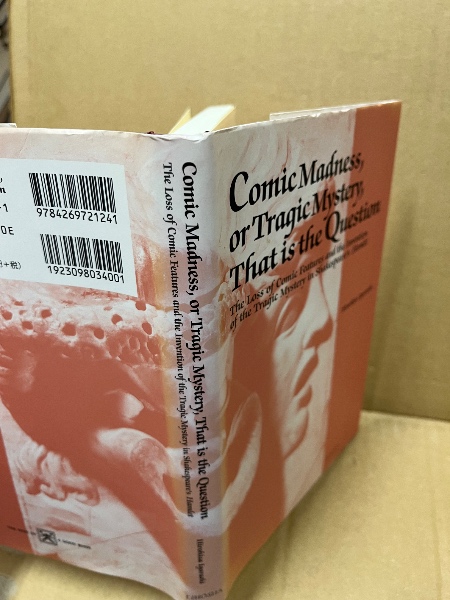 9784269721241
1923098034001
Comic Madness, or Tragic Mystery, That is the Question
The Loss of Comic Features and the Invention of the Tragic Mystery in Shakespeare's Hamlet
Comic Madness,
or Tragic Mystery,
That is the Question
The Loss of Comic Features and the Invention
of the Tragic Mystery in Shakespeare's Hamlet